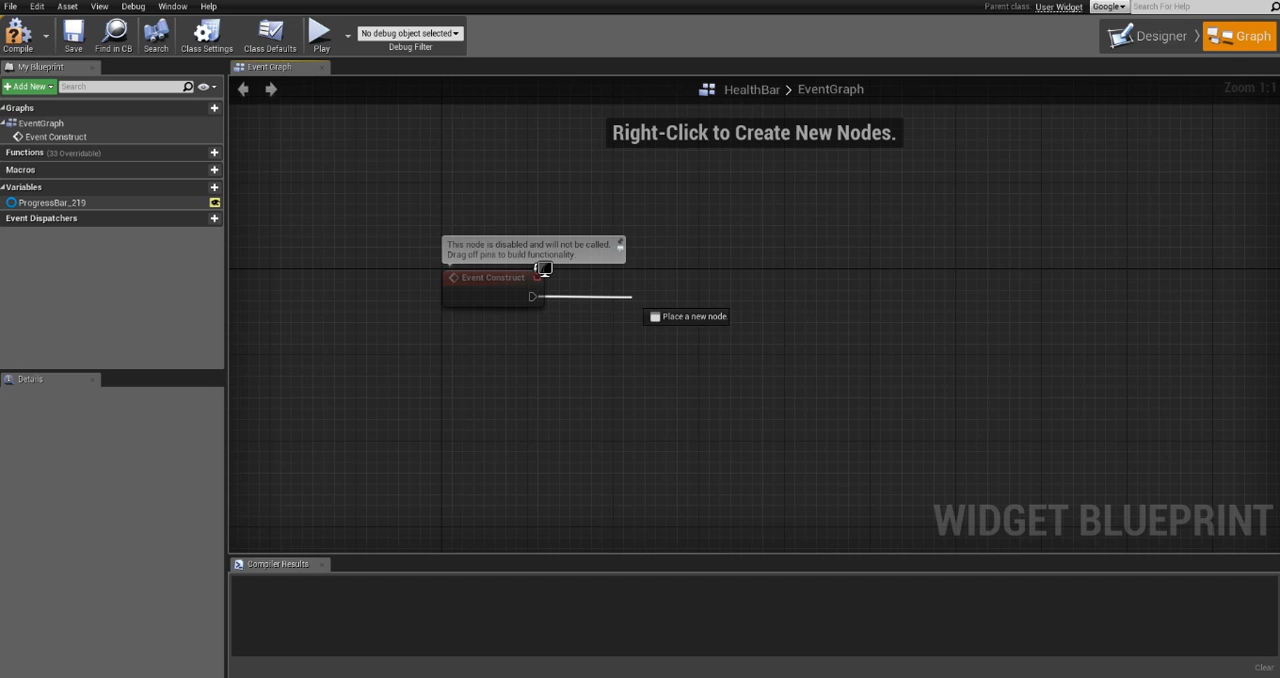 File Edit Asset View Debug Window Help
Parent class: User Widget Google Search For Help
Compile Save Find in CB Search Class Settings Class Defaults Play
No debug object selected
Debug Filter
Designer Graph
My Blueprint
Event Graph
Add New Search
HealthBar > EventGraph
Zoom 1:1
Graphs
EventGraph
Event Construct
Functions (33 Overridable)
Macros
Variables
ProgressBar_219
Event Dispatchers
Right-Click to Create New Nodes.
This node is disabled and will not be called.
Drag off pins to build functionality.
Event Construct
Place a new node.
Details
WIDGET BLUEPRINT
Compiler Results
Clear